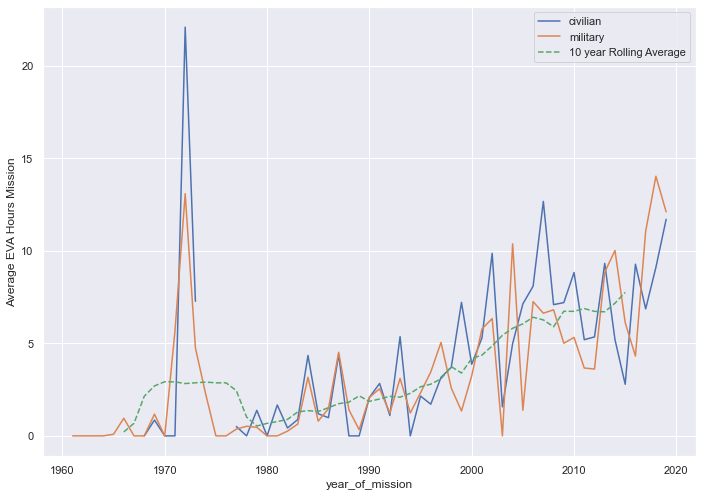 civilian
military
10 year Rolling Average
20
15
10
5
0
Average EVA Hours Mission
1960
1970
1980
1990
2000
2010
2020
year_of_mission